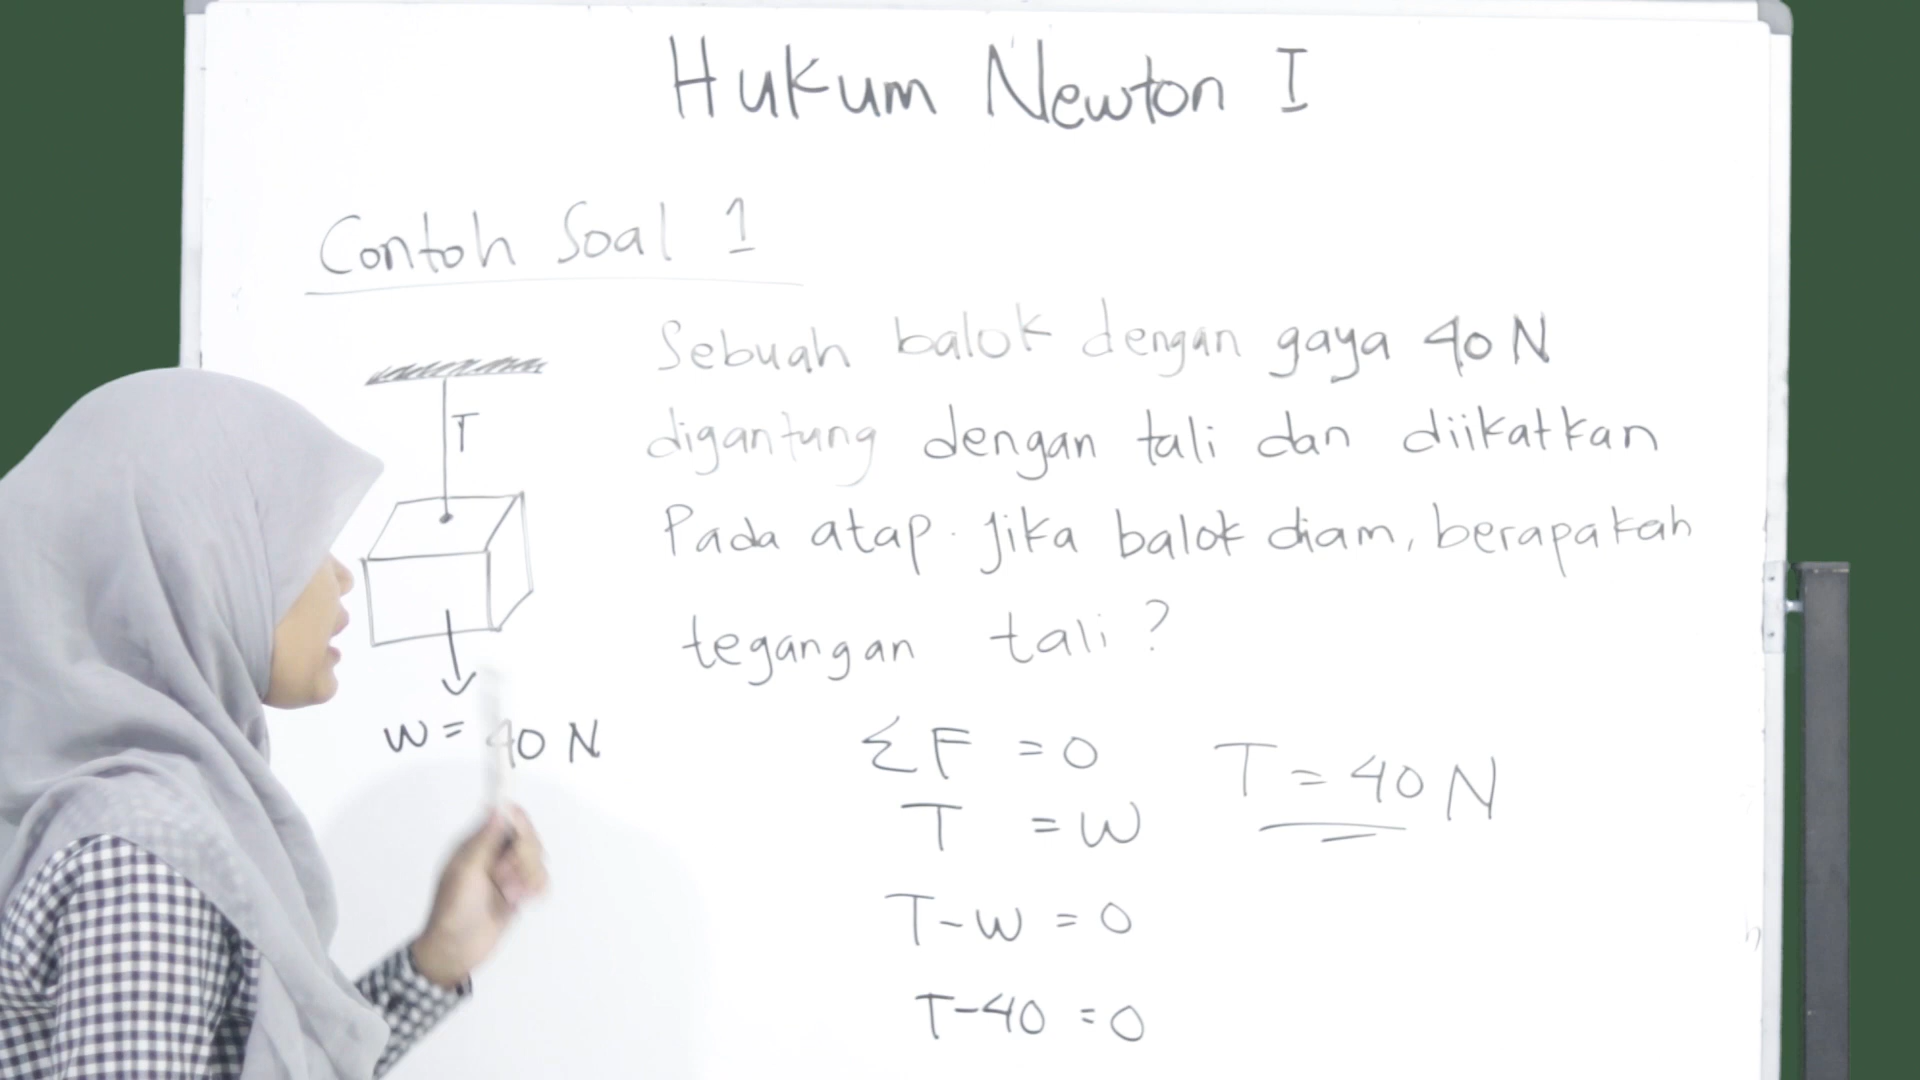 Hukum Newton I
Contoh Soal 1
Sebuah balok dengan gaya 40 N
digantung dengan tali dan diikatkan
Pada atap. Jika balok diam, berapakah
tegangan tali?
T
w = 40 N
ΣF = 0
T = w
T-w = 0
T-40 = 0
T = 40 N